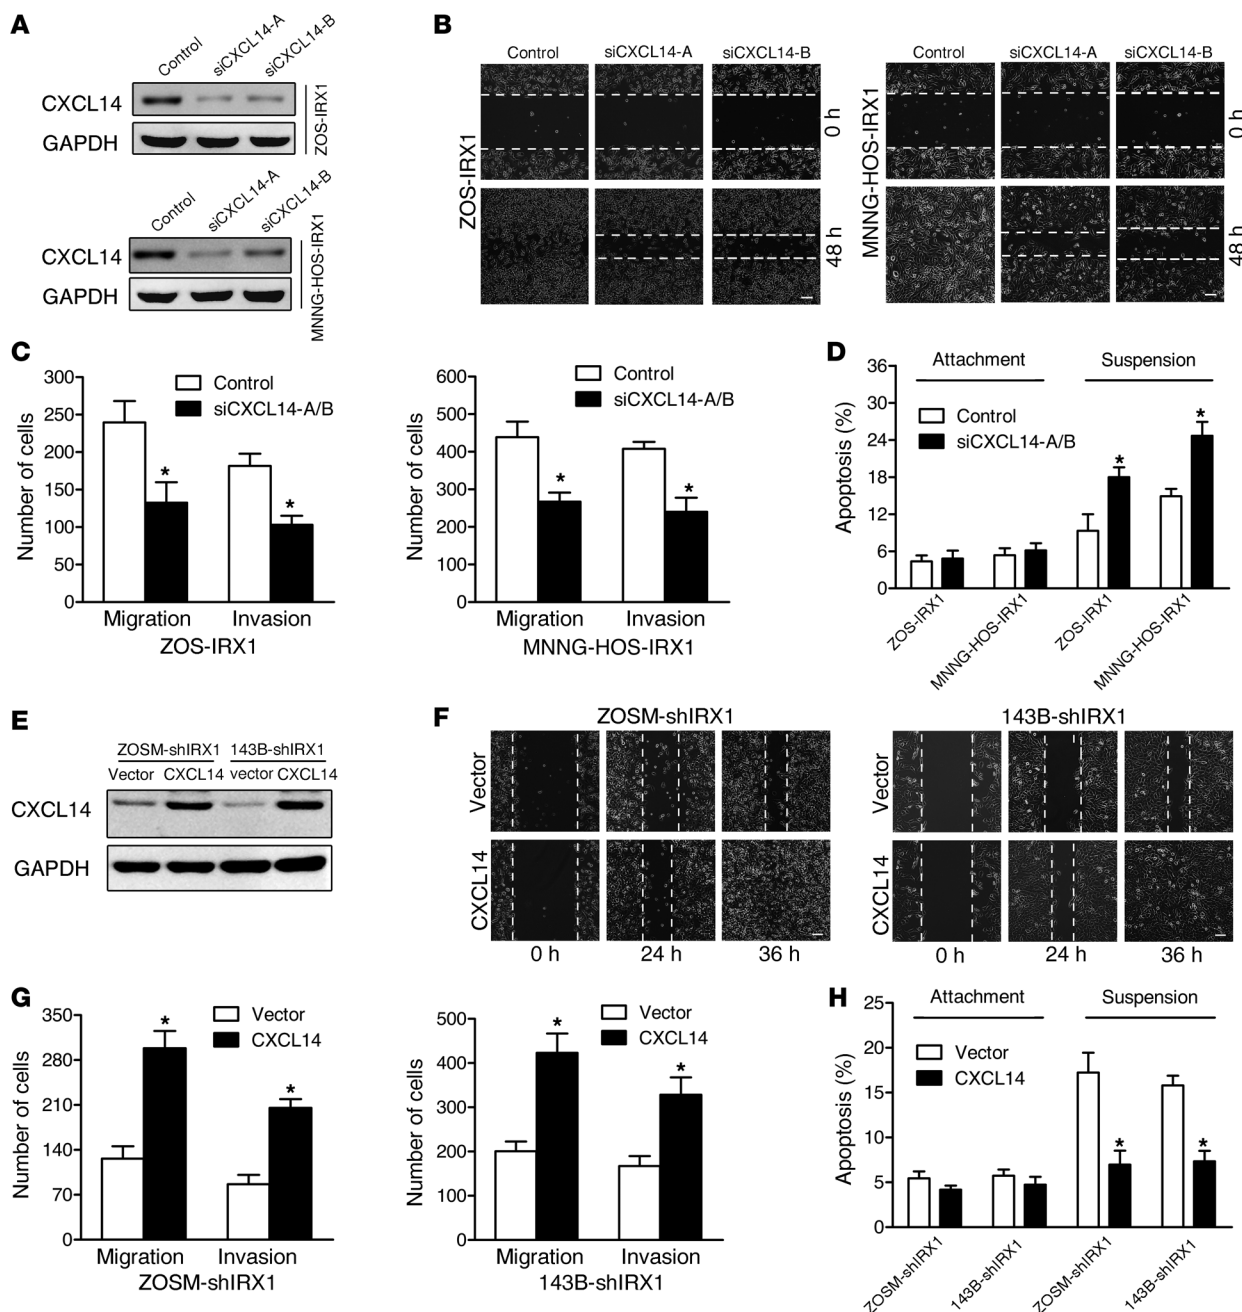 A
Control
siCXCL14-A
siCXCL14-B
CXCL14
GAPDH
ZOS-IRX1
Control
siCXCL14-A
siCXCL14-B
CXCL14
GAPDH
MNNG-HOS-IRX1
B
Control
siCXCL14-A
siCXCL14-B
ZOS-IRX1
Control
siCXCL14-A
siCXCL14-B
MNNG-HOS-IRX1
0 h
48 h
0 h
48 h
C
Number of cells
300
250
200
150
100
50
0
Control
siCXCL14-A/B
*
*
Migration
Invasion
ZOS-IRX1
Number of cells
600
500
400
300
200
100
0
Control
siCXCL14-A/B
*
*
Migration
Invasion
MNNG-HOS-IRX1
D
Apoptosis (%)
36
30
24
18
12
6
0
Attachment
Suspension
Control
siCXCL14-A/B
*
*
ZOS-IRX1
MNNG-HOS-IRX1
ZOS-IRX1
MNNG-HOS-IRX1
E
ZOSM-shIRX1
143B-shIRX1
Vector
CXCL14
vector
CXCL14
CXCL14
GAPDH
F
ZOSM-shIRX1
Vector
CXCL14
0 h
24 h
36 h
143B-shIRX1
Vector
CXCL14
0 h
24 h
36 h
G
Number of cells
350
280
210
140
70
0
Vector
CXCL14
*
*
Migration
Invasion
ZOSM-shIRX1
Number of cells
500
400
300
200
100
0
Vector
CXCL14
*
*
Migration
Invasion
143B-shIRX1
H
Apoptosis (%)
25
20
15
10
5
0
Attachment
Suspension
Vector
CXCL14
*
*
ZOSM-shIRX1
143B-shIRX1
ZOSM-shIRX1
143B-shIRX1